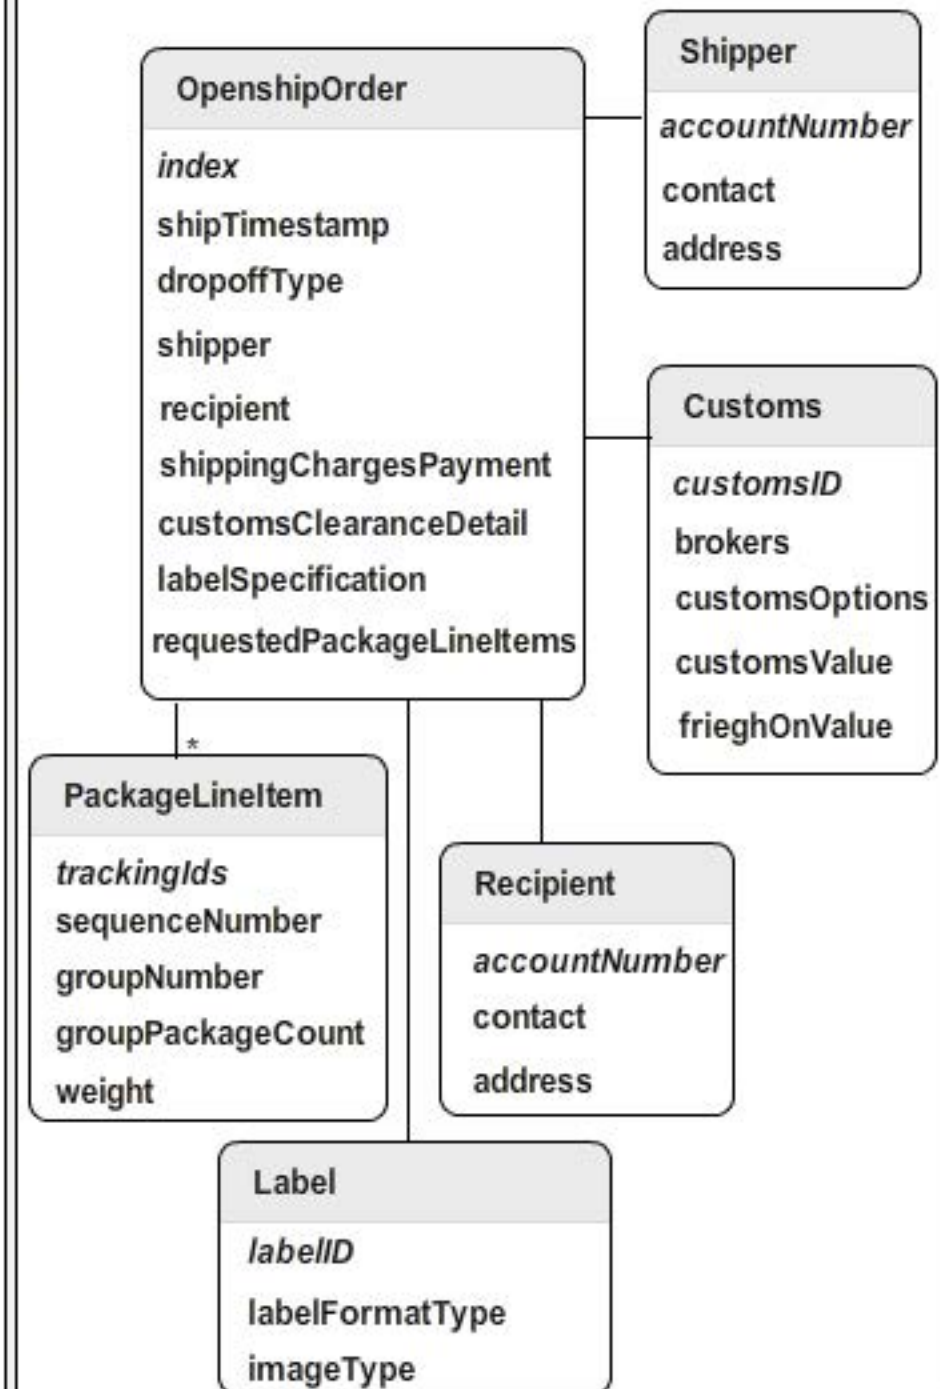 OpenshipOrder
index
shipTimestamp
dropoffType
shipper
recipient
shippingChargesPayment
customsClearanceDetail
labelSpecification
requestedPackageLineItems
Shipper
accountNumber
contact
address
Customs
customsID
brokers
customsOptions
customsValue
frieghOnValue
*
PackageLineItem
trackingIds
sequenceNumber
groupNumber
groupPackageCount
weight
Recipient
accountNumber
contact
address
Label
labelID
labelFormatType
imageType